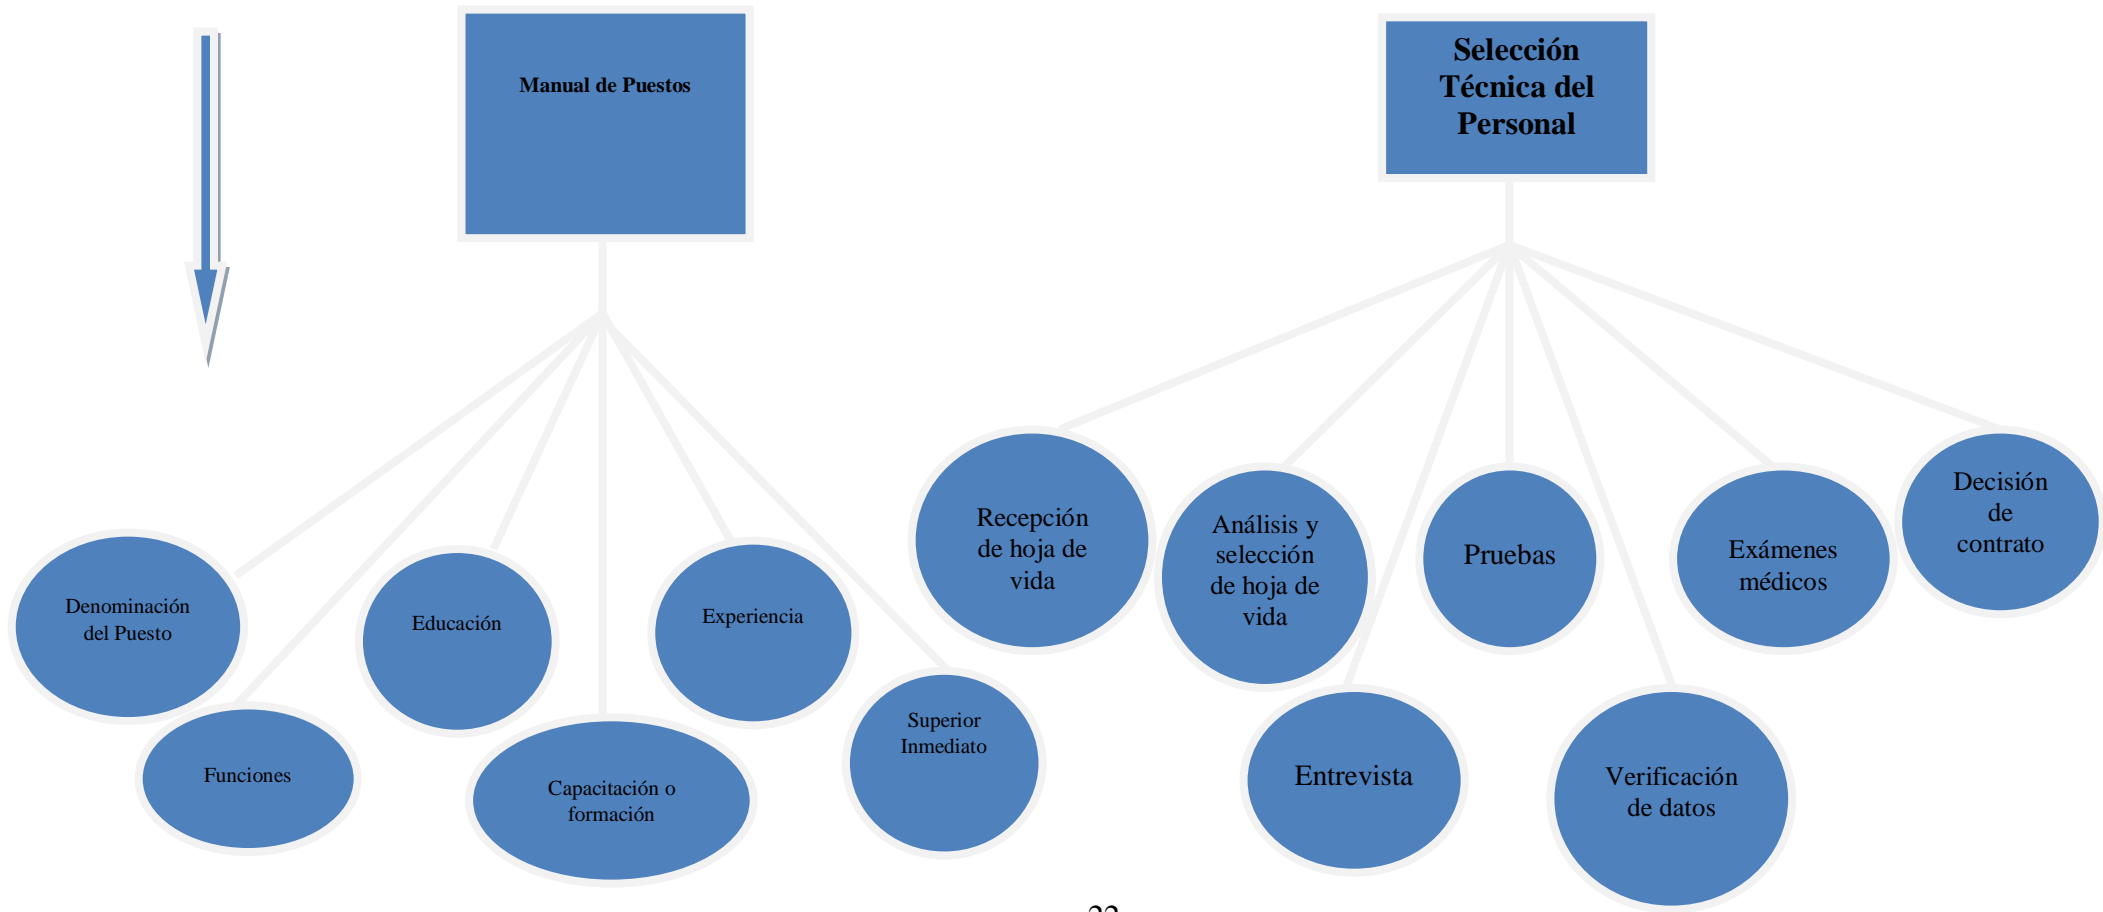 Manual de Puestos
Selección
Técnica del
Personal
Denominación
del Puesto
Funciones
Educación
Capacitación o
formación
Experiencia
Superior
Inmediato
Recepción
de hoja de
vida
Análisis y
selección
de hoja de
vida
Entrevista
Pruebas
Verificación
de datos
Exámenes
médicos
Decisión
de
contrato
22